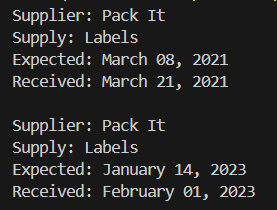 Supplier: Pack It
Supply: Labels
Expected: March 08, 2021
Received: March 21, 2021
Supplier: Pack It
Supply: Labels
Expected: January 14, 2023
Received: February 01, 2023